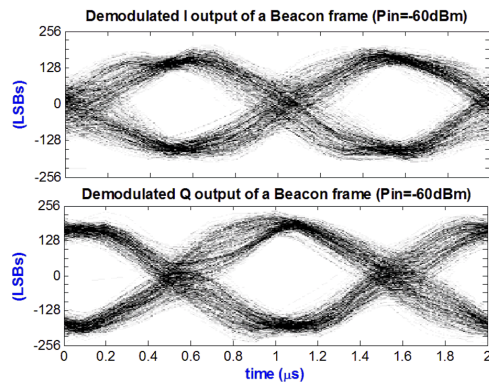 Demodulated I output of a Beacon frame (Pin=-60dBm)
256
128
0
-128
-256
(LSBs)
Demodulated Q output of a Beacon frame (Pin=-60dBm)
256
128
0
-128
-256
(LSBs)
0 0.2 0.4 0.6 0.8 1 1.2 1.4 1.6 1.8 2
time (μs)